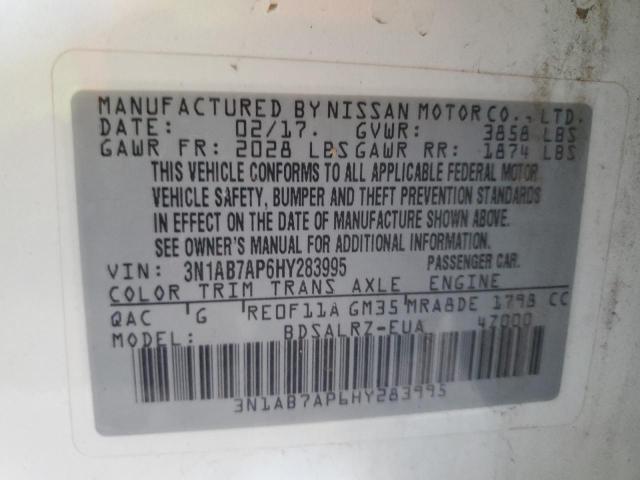 MANUFACTURED BY NISSAN MOTOR CO., LTD.
DATE: 02/17. GVWR: 3858 LBS
GAWR FR: 2028 LBS GAWR RR: 1874 LBS
THIS VEHICLE CONFORMS TO ALL APPLICABLE FEDERAL MOTOR
VEHICLE SAFETY, BUMPER AND THEFT PREVENTION STANDARDS
IN EFFECT ON THE DATE OF MANUFACTURE SHOWN ABOVE.
SEE OWNER'S MANUAL FOR ADDITIONAL INFORMATION.
VIN: 3N1AB7AP6HY283995 PASSENGER CAR.
COLOR TRIM TRANS AXLE ENGINE
QAC G RE0F11A GM35 MRA8DE 1798 CC
MODEL: BDSALRZ-EUA 47000
3N1AB7AP6HY283995